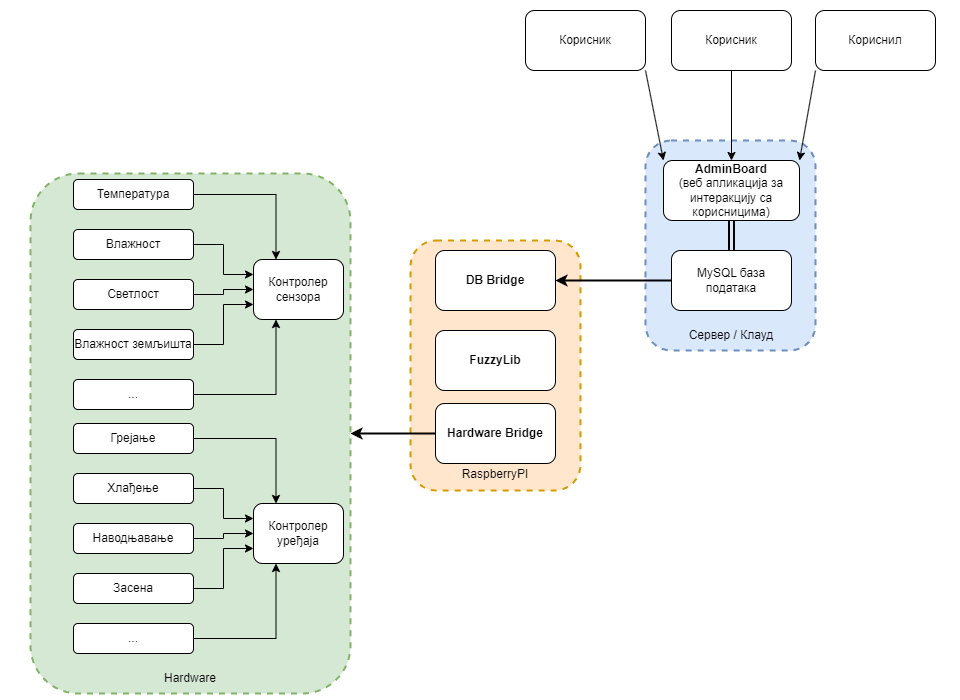 Корисник
Корисник
Кориснил
AdminBoard
(веб апликација за
интеракцију са
корисницима)
MySQL база
података
Сервер / Клауд
DB Bridge
FuzzyLib
Hardware Bridge
RaspberryPI
Температура
Влажност
Светлост
Влажност земљишта
...
Контролер
сензора
Грејање
Хлађење
Наводњавање
Засена
...
Контролер
уређаја
Hardware